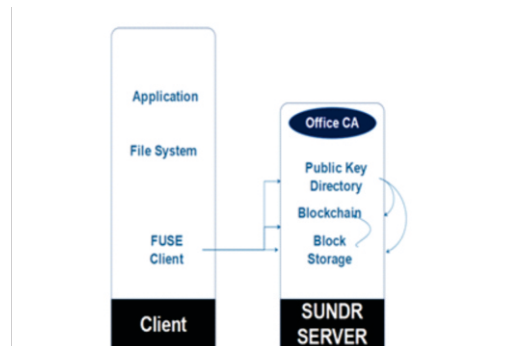 Application
File System
FUSE
Client
Client
Office CA
Public Key
Directory
Blockchain
Block
Storage
SUNDR
SERVER